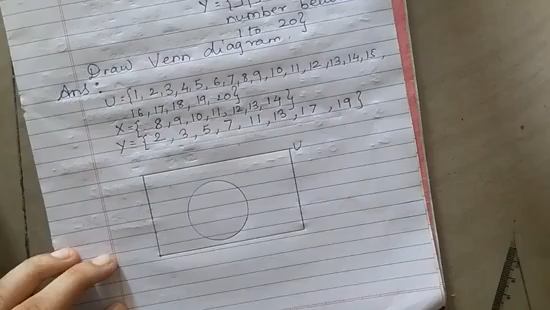 Y = {
number
1 to 20}
Draw Venn diagram.
Ans:
U = {1, 2, 3, 4, 5, 6, 7, 8, 9, 10, 11, 12, 13, 14, 15,
16, 17, 18, 19, 20}
X = { 8, 9, 10, 11, 12, 13, 14}
Y = { 2, 3, 5, 7, 11, 13, 17, 19}
U